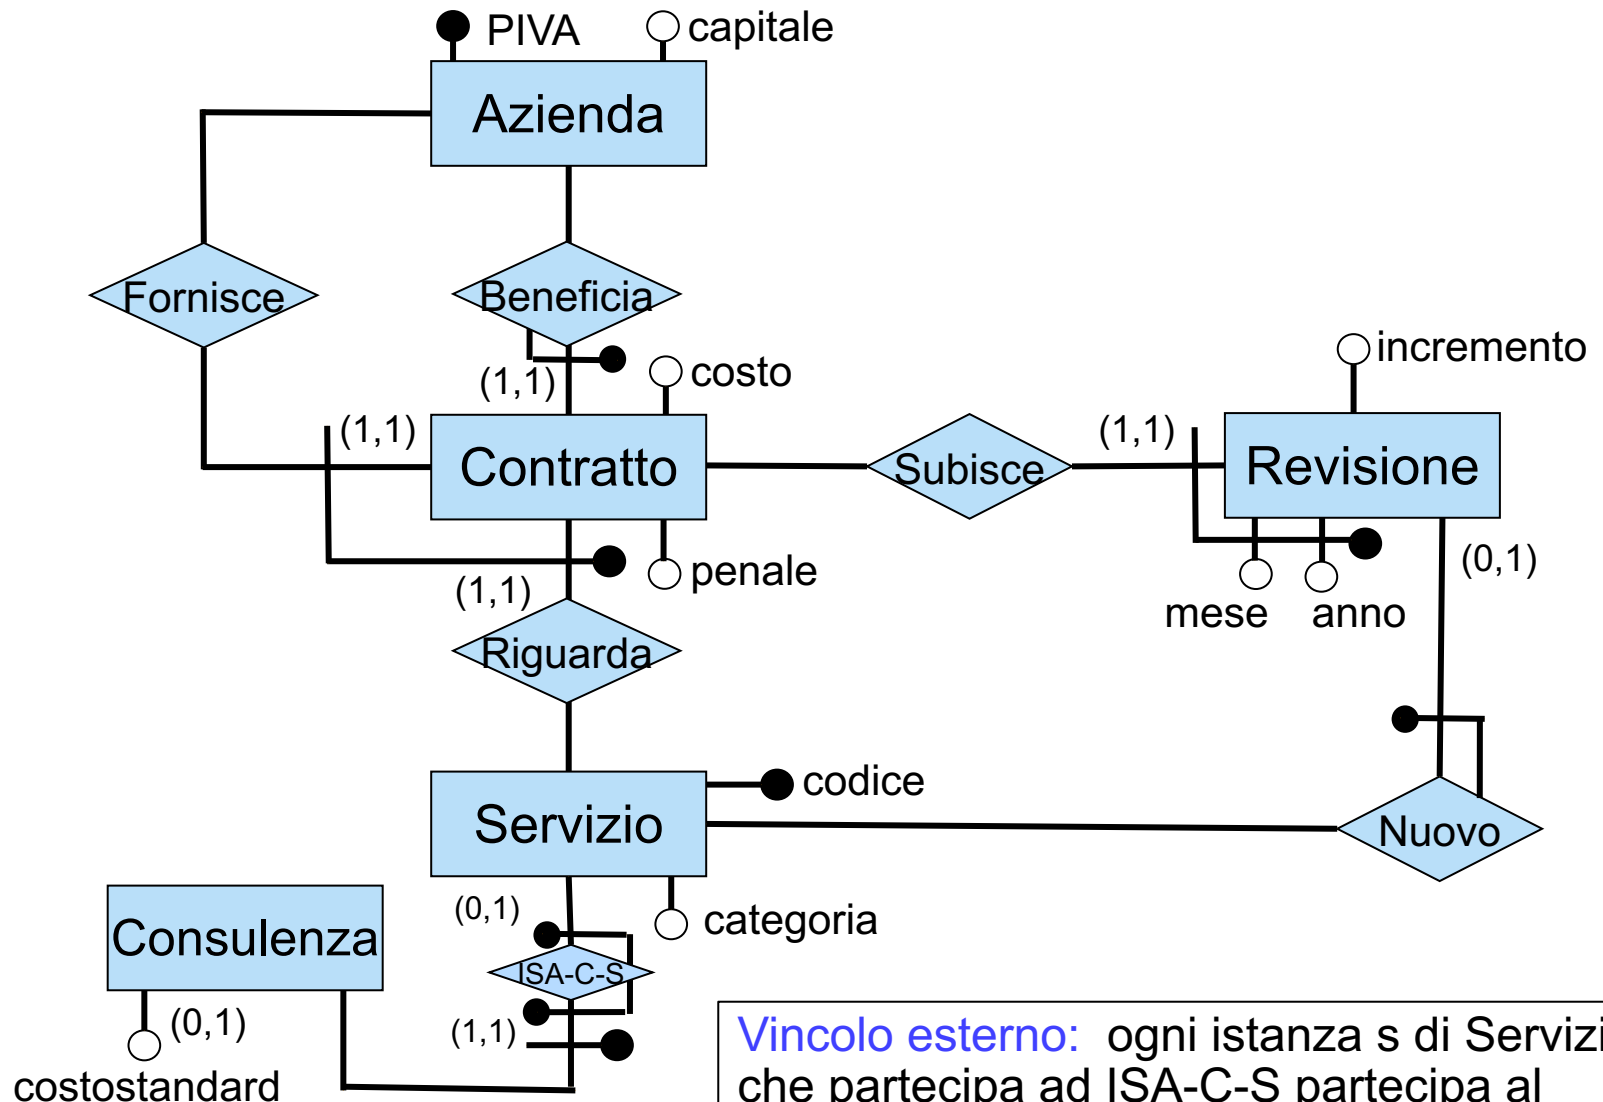 PIVA
capitale
Azienda
Fornisce
Beneficia
(1,1)
costo
incremento
(1,1)
Contratto
Subisce
(1,1)
Revisione
penale
(1,1)
mese
anno
(0,1)
Riguarda
codice
Servizio
Nuovo
(0,1)
categoria
Consulenza
ISA-C-S
(0,1)
(1,1)
costostandard
Vincolo esterno: ogni istanza s di Servizi
che partecipa ad ISA-C-S partecipa al